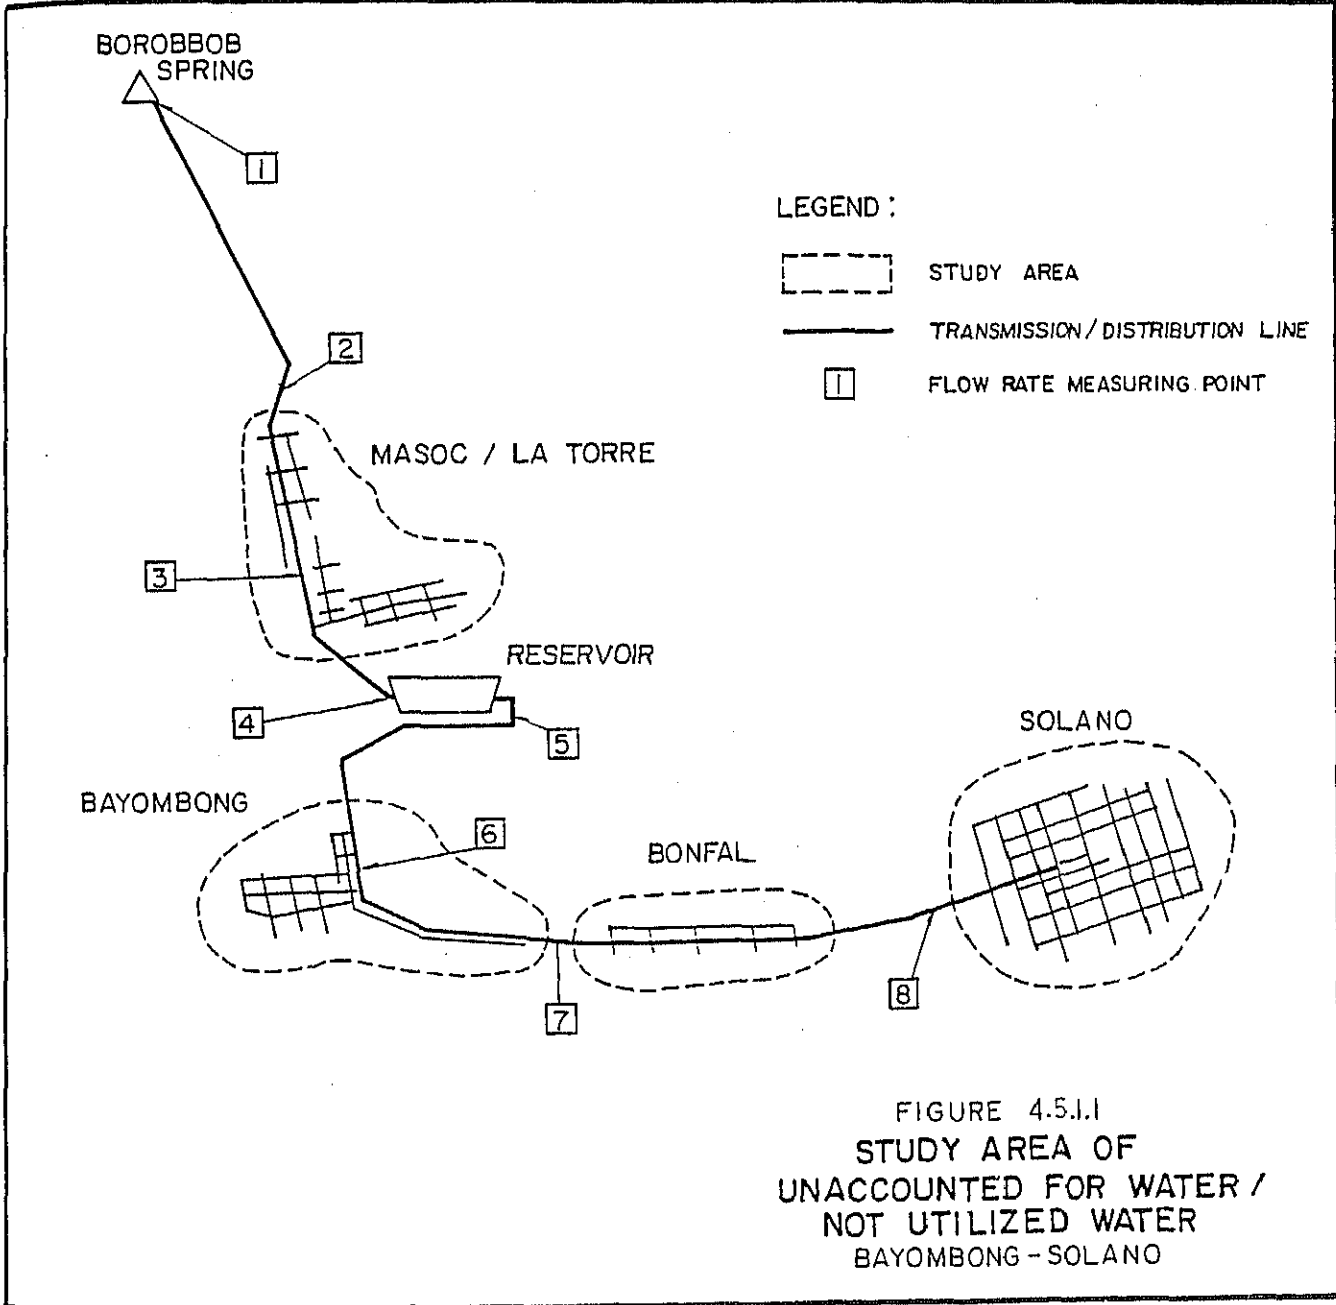 BOROBBOB
SPRING
1
LEGEND :
STUDY AREA
TRANSMISSION / DISTRIBUTION LINE
1
FLOW RATE MEASURING POINT
2
MASOC / LA TORRE
3
RESERVOIR
4
5
SOLANO
BAYOMBONG
6
BONFAL
7
8
FIGURE 4.5.1.1
STUDY AREA OF
UNACCOUNTED FOR WATER /
NOT UTILIZED WATER
BAYOMBONG - SOLANO